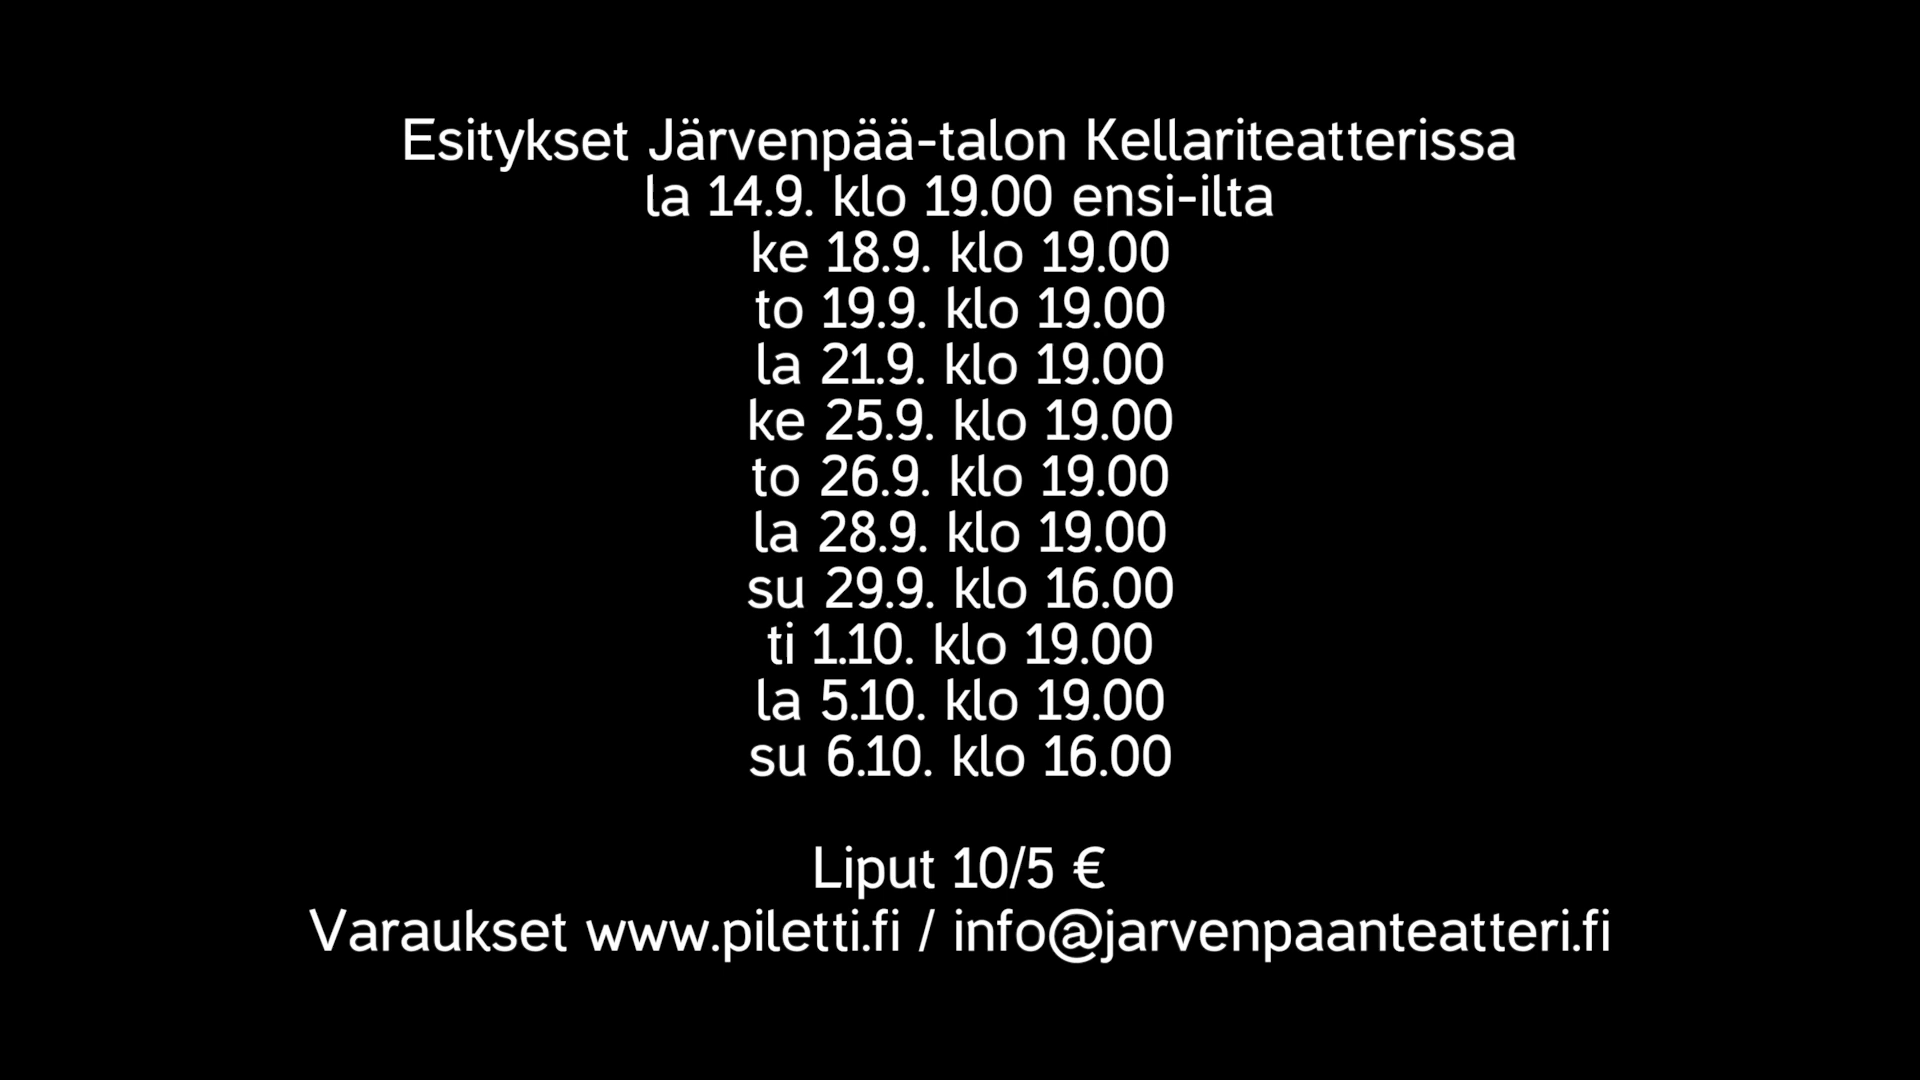 Esitykset Järvenpää-talon Kellariteatterissa
la 14.9. klo 19.00 ensi-ilta
ke 18.9. klo 19.00
to 19.9. klo 19.00
la 21.9. klo 19.00
ke 25.9. klo 19.00
to 26.9. klo 19.00
la 28.9. klo 19.00
su 29.9. klo 16.00
ti 1.10. klo 19.00
la 5.10. klo 19.00
su 6.10. klo 16.00
Liput 10/5 €
Varaukset www.piletti.fi / info@jarvenpaanteatteri.fi